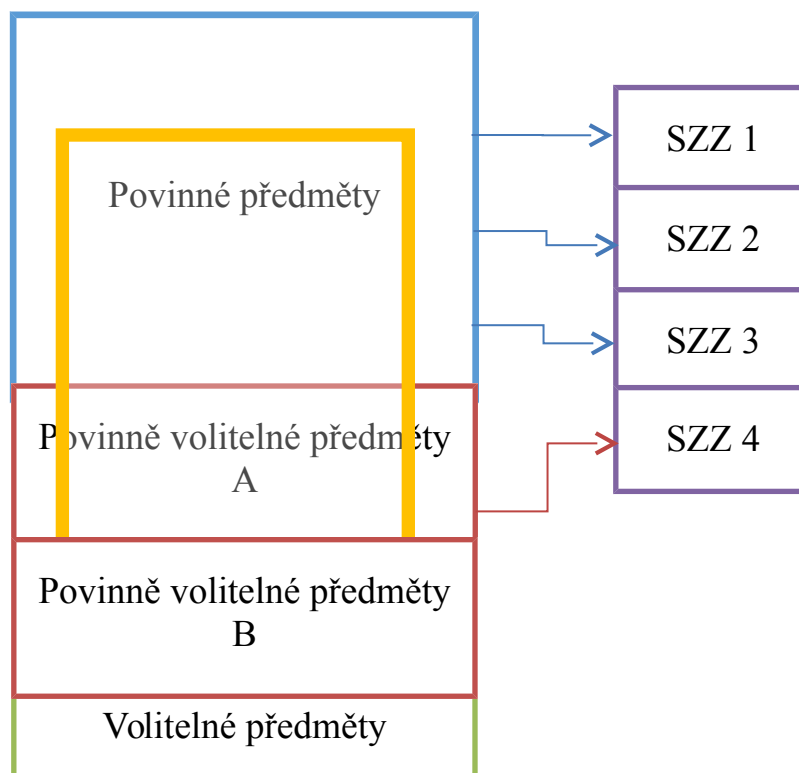 Povinné předměty
Povinně volitelné předměty
A
Povinně volitelné předměty
B
Volitelné předměty
SZZ 1
SZZ 2
SZZ 3
SZZ 4